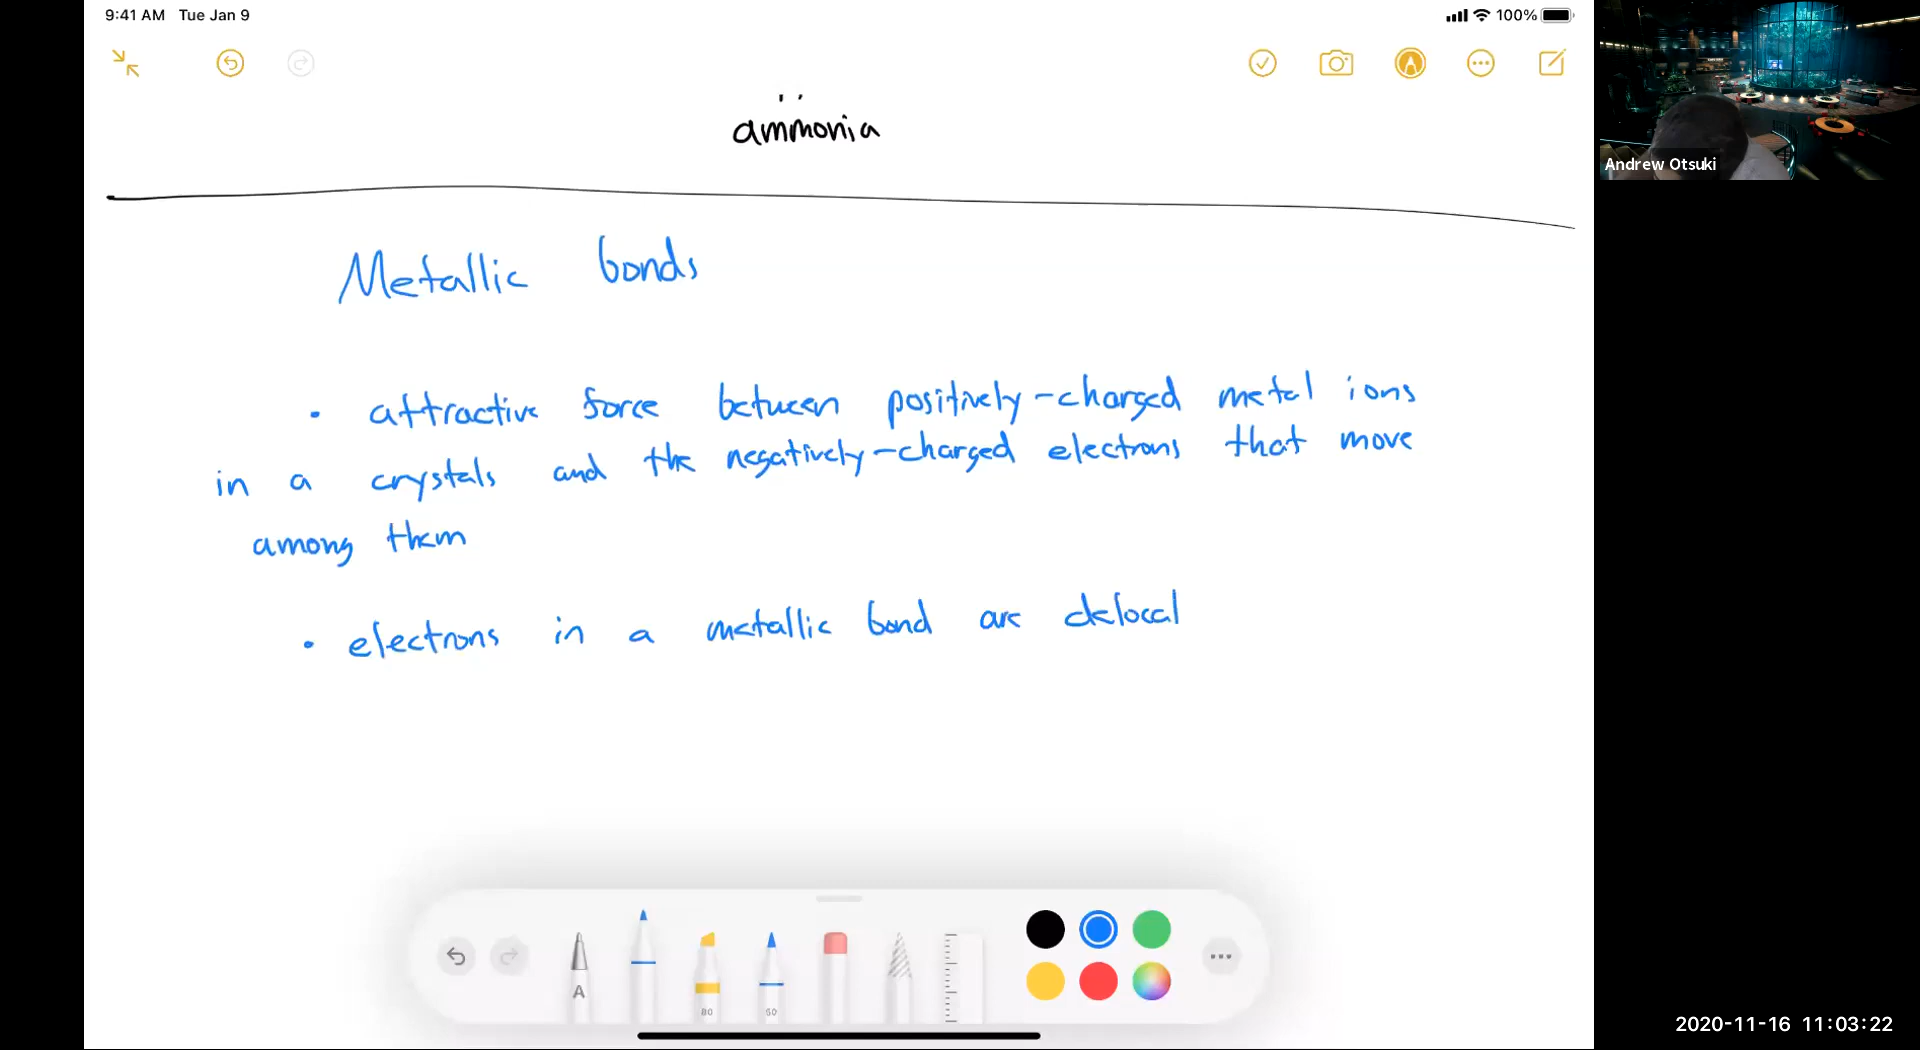 9:41 AM Tue Jan 9
100%
ammonia
Metallic bonds
• attractive force between positively-charged metal ions
in a crystals and the negatively-charged electrons that move
among them
• electrons in a metallic bond are delocal
A
80
50
Andrew Otsuki
2020-11-16 11:03:22